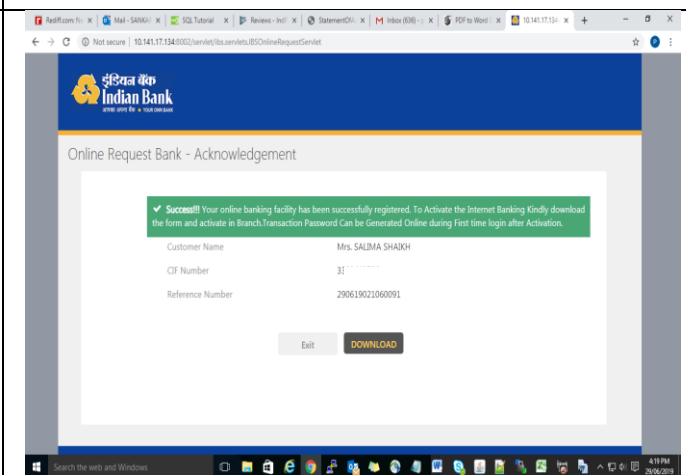 Rediff.com: N
Mail - SANKA
SQL Tutorial
Reviews - Indi
StatementOfA
Inbox (636) - 
PDF to Word
10.141.17.134
Not secure | 10.141.17.134:8002/servlet/ibs.servlets.IBSOnlineRequestServlet
इंडियन बैंक
Indian Bank
Online Request Bank - Acknowledgement
Success!!! Your online banking facility has been successfully registered. To Activate the Internet Banking Kindly download
the form and activate in Branch.Transaction Password Can be Generated Online during First time login after Activation.
Customer Name Mrs. SALIMA SHAIKH
CIF Number 33
Reference Number 290619021060091
Exit DOWNLOAD
Search the web and Windows
4:19 PM
29/06/2019